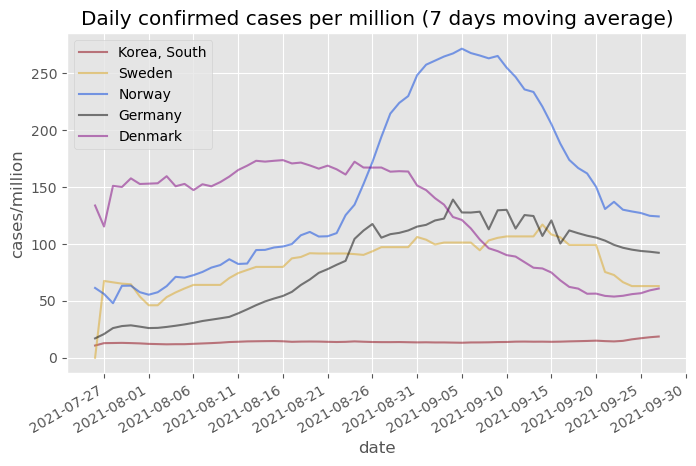 Daily confirmed cases per million (7 days moving average)
Korea, South
Sweden
Norway
Germany
Denmark
cases/million
250
200
150
100
50
0
2021-07-27
2021-08-01
2021-08-06
2021-08-11
2021-08-16
2021-08-21
2021-08-26
2021-08-31
2021-09-05
2021-09-10
2021-09-15
2021-09-20
2021-09-25
2021-09-30
date